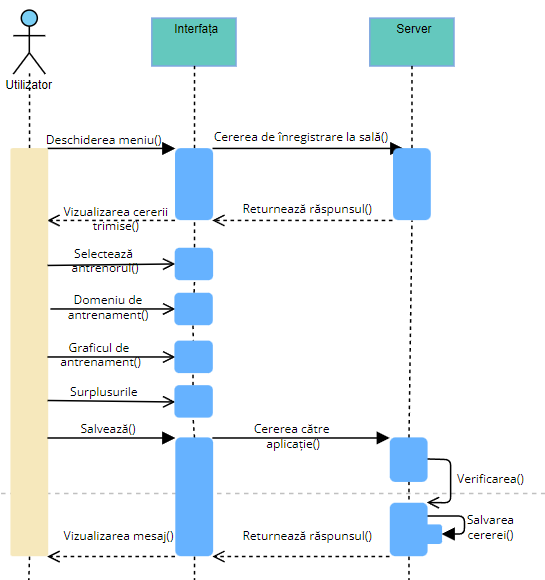 Interfața
Server
Utilizator
Deschiderea meniu()
Cererea de înregistrare la sală()
Vizualizarea cererii
trimise()
Returnează răspunsul()
Selectează
antrenorul()
Domeniu de
antrenament()
Graficul de
antrenament()
Surplusurile
Salvează()
Cererea către
aplicație()
Verificarea()
Salvarea
cererei()
Vizualizarea mesaj()
Returnează răspunsul()